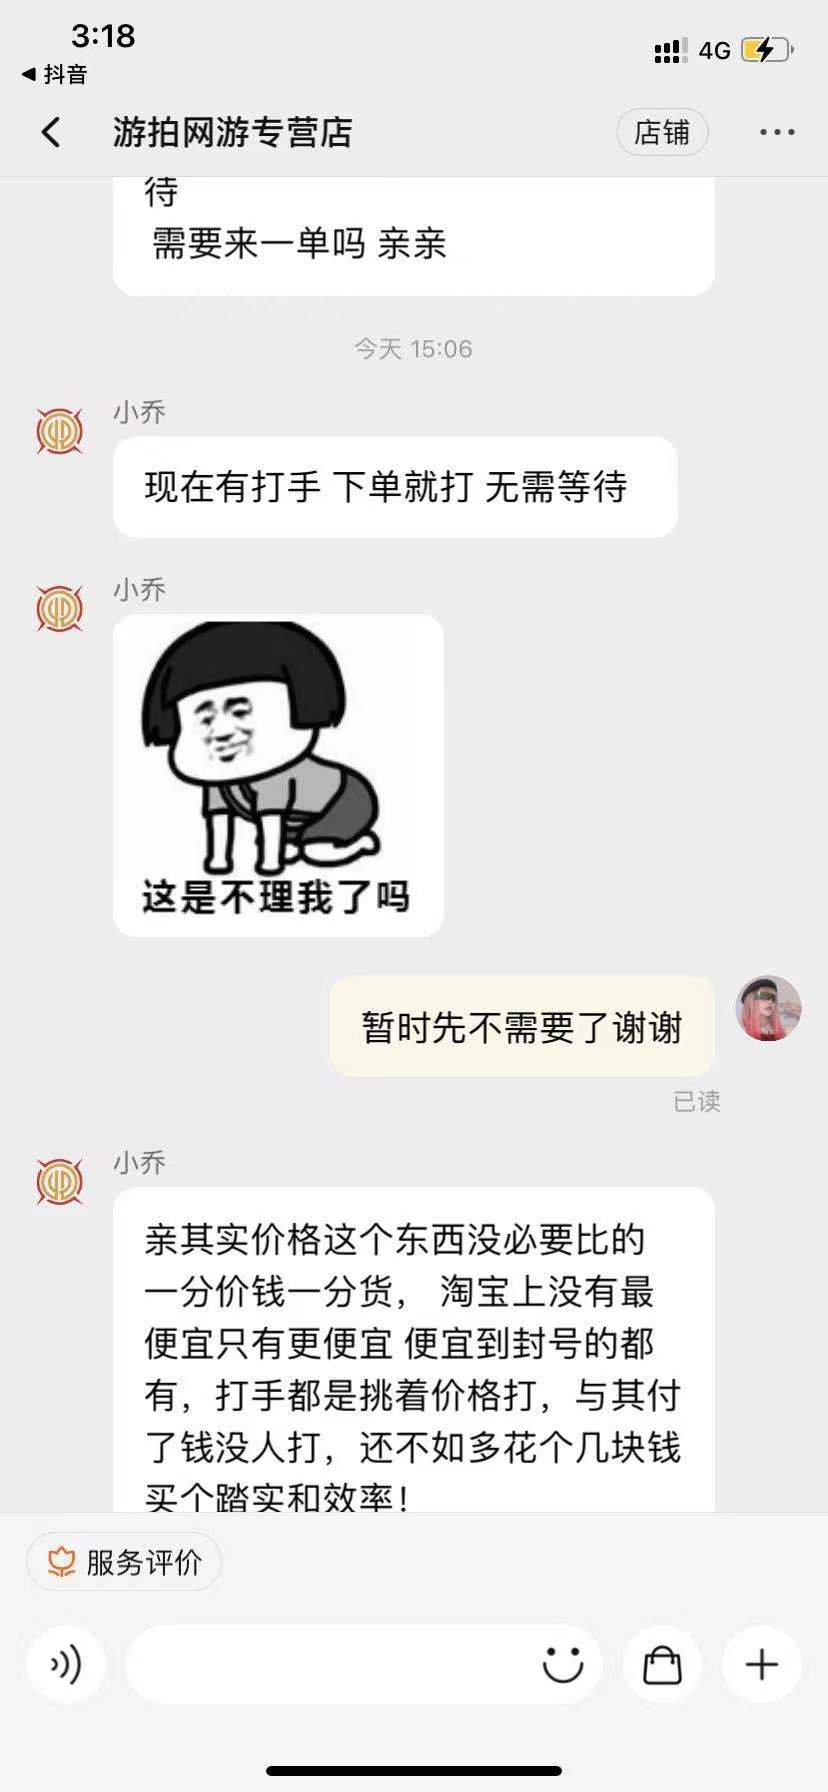 3:18
4G
抖音
游拍网游专营店
店铺
待
需要来一单吗 亲亲
今天 15:06
小乔
现在有打手 下单就打 无需等待
小乔
这是不理我了吗
暂时先不需要了谢谢
已读
小乔
亲其实价格这个东西没必要比的
一分价钱一分货， 淘宝上没有最
便宜只有更便宜 便宜到封号的都
有，打手都是挑着价格打，与其付
了钱没人打，还不如多花个几块钱
买个踏实和效率！
服务评价